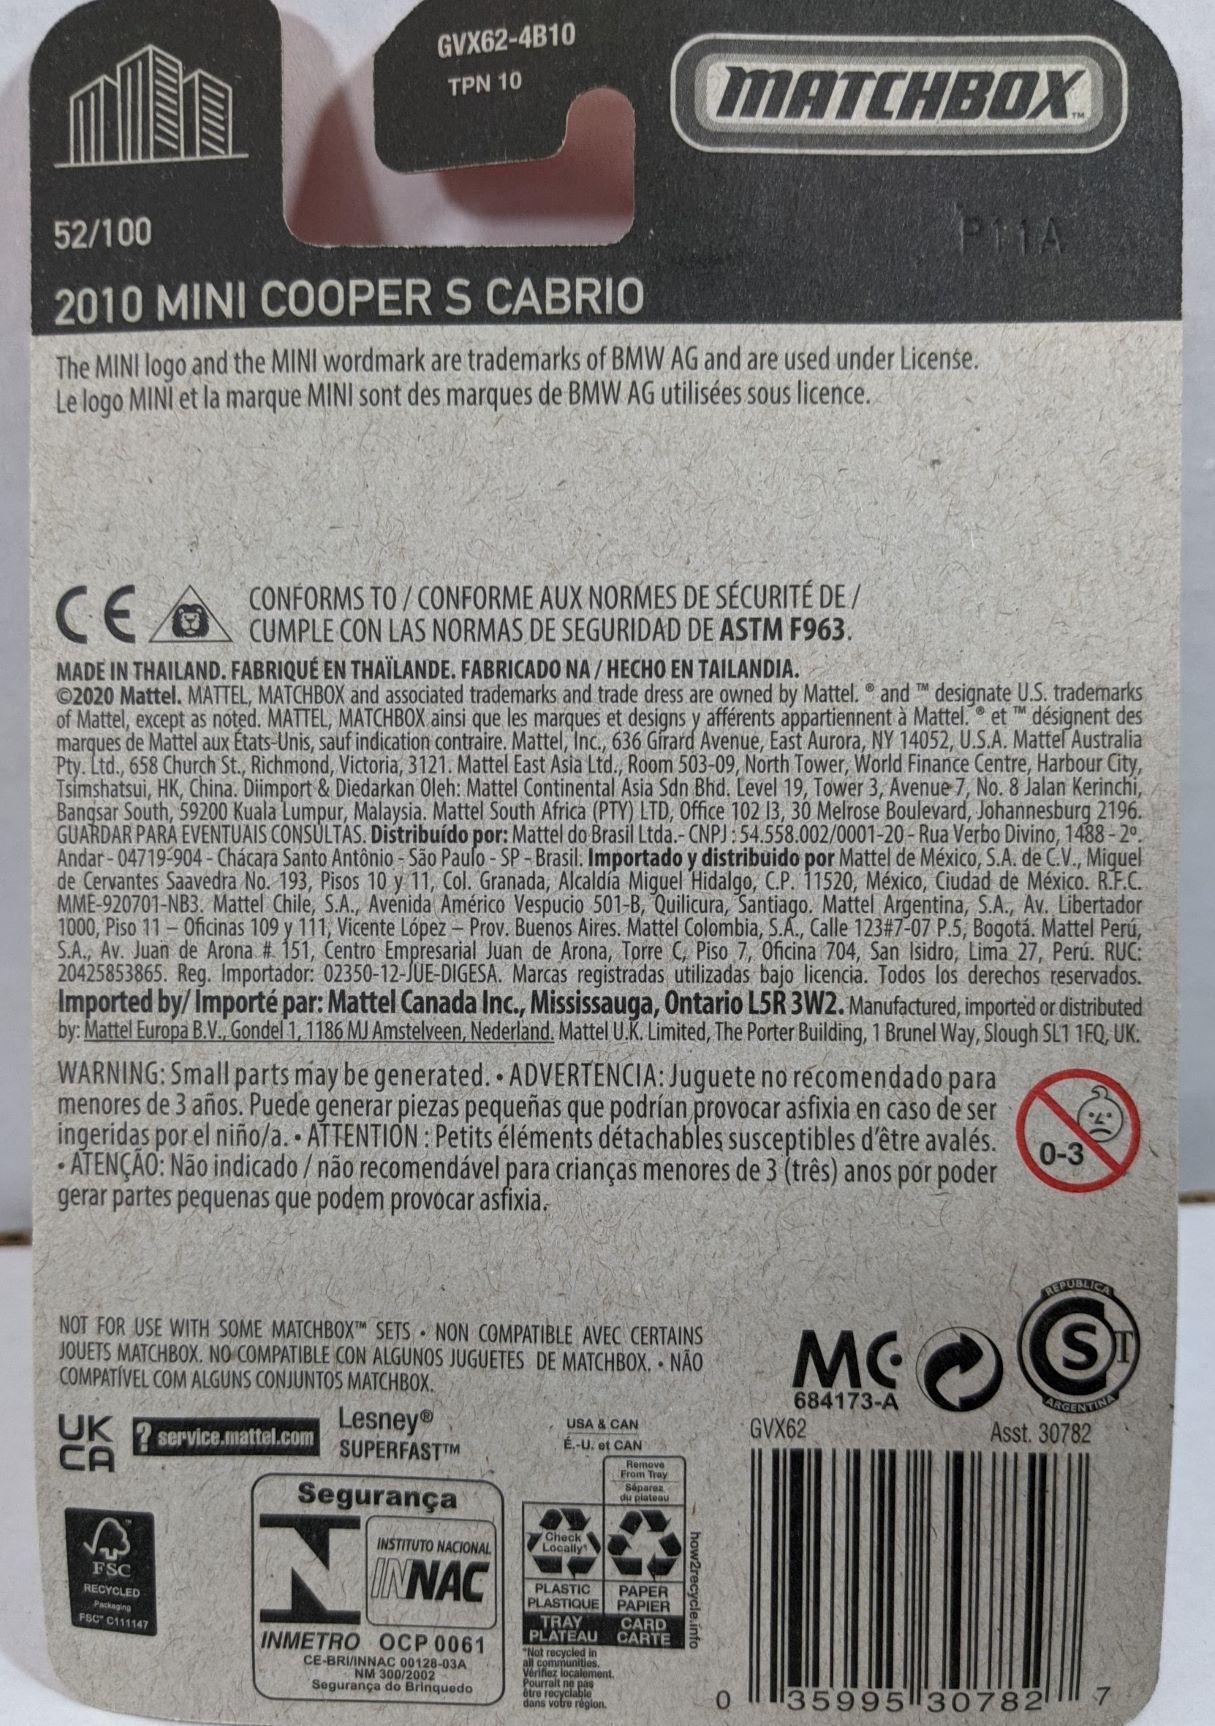 GVX62-4B10
TPN 10
MATCHBOX™
52/100
P11A
2010 MINI COOPER S CABRIO
The MINI logo and the MINI wordmark are trademarks of BMW AG and are used under License.
Le logo MINI et la marque MINI sont des marques de BMW AG utilisées sous licence.
CE
CONFORMS TO / CONFORME AUX NORMES DE SÉCURITÉ DE /
CUMPLE CON LAS NORMAS DE SEGURIDAD DE ASTM F963.
MADE IN THAILAND. FABRIQUÉ EN THAÏLANDE. FABRICADO NA / HECHO EN TAILANDIA.
©2020 Mattel. MATTEL, MATCHBOX and associated trademarks and trade dress are owned by Mattel. ® and ™ designate U.S. trademarks
of Mattel, except as noted. MATTEL, MATCHBOX ainsi que les marques et designs y afférents appartiennent à Mattel. ® et ™ désignent des
marques de Mattel aux États-Unis, sauf indication contraire. Mattel, Inc., 636 Girard Avenue, East Aurora, NY 14052, U.S.A. Mattel Australia
Pty. Ltd., 658 Church St., Richmond, Victoria, 3121. Mattel East Asia Ltd., Room 503-09, North Tower, World Finance Centre, Harbour City,
Tsimshatsui, HK, China. Diimport & Diedarkan Oleh: Mattel Continental Asia Sdn Bhd. Level 19, Tower 3, Avenue 7, No. 8 Jalan Kerinchi,
Bangsar South, 59200 Kuala Lumpur, Malaysia. Mattel South Africa (PTY) LTD, Office 102 I3, 30 Melrose Boulevard, Johannesburg 2196.
GUARDAR PARA EVENTUAIS CONSULTAS. Distribuído por: Mattel do Brasil Ltda.- CNPJ : 54.558.002/0001-20 - Rua Verbo Divino, 1488 - 2º.
Andar - 04719-904 - Chácara Santo Antônio - São Paulo - SP - Brasil. Importado y distribuido por Mattel de México, S.A. de C.V., Miguel
de Cervantes Saavedra No. 193, Pisos 10 y 11, Col. Granada, Alcaldía Miguel Hidalgo, C.P. 11520, México, Ciudad de México. R.F.C.
MME-920701-NB3. Mattel Chile, S.A., Avenida Américo Vespucio 501-B, Quilicura, Santiago. Mattel Argentina, S.A., Av. Libertador
1000, Piso 11 – Oficinas 109 y 111, Vicente López – Prov. Buenos Aires. Mattel Colombia, S.A., Calle 123#7-07 P.5, Bogotá. Mattel Perú,
S.A., Av. Juan de Arona # 151, Centro Empresarial Juan de Arona, Torre C, Piso 7, Oficina 704, San Isidro, Lima 27, Perú. RUC:
20425853865. Reg. Importador: 02350-12-JUE-DIGESA. Marcas registradas utilizadas bajo licencia. Todos los derechos reservados.
Imported by/ Importé par: Mattel Canada Inc., Mississauga, Ontario L5R 3W2. Manufactured, imported or distributed
by: Mattel Europa B.V., Gondel 1, 1186 MJ Amstelveen, Nederland. Mattel U.K. Limited, The Porter Building, 1 Brunel Way, Slough SL1 1FQ, UK.
WARNING: Small parts may be generated. • ADVERTENCIA: Juguete no recomendado para
menores de 3 años. Puede generar piezas pequeñas que podrían provocar asfixia en caso de ser
ingeridas por el niño/a. • ATTENTION : Petits éléments détachables susceptibles d'être avalés.
• ATENÇÃO: Não indicado / não recomendável para crianças menores de 3 (três) anos por poder
gerar partes pequenas que podem provocar asfixia.
0-3
NOT FOR USE WITH SOME MATCHBOX™ SETS • NON COMPATIBLE AVEC CERTAINS
JOUETS MATCHBOX. NO COMPATIBLE CON ALGUNOS JUGUETES DE MATCHBOX. • NÃO
COMPATÍVEL COM ALGUNS CONJUNTOS MATCHBOX.
MC
684173-A
REPUBLICA
S T
ARGENTINA
UK
CA
? service.mattel.com
Lesney®
SUPERFAST™
USA & CAN
É.-U. et CAN
GVX62
Asst. 30782
FSC
RECYCLED
Packaging
FSC® C111147
Segurança
INSTITUTO NACIONAL
INNAC
INMETRO OCP 0061
CE-BRI/INNAC 00128-03A
NM 300/2002
Segurança do Brinquedo
Remove
From Tray
Séparez
du plateau
Check
Locally*
PLASTIC
PLASTIQUE
TRAY
PLATEAU
PAPER
PAPIER
CARD
CARTE
how2recycle.info
*Not recycled in
all communities.
Vérifiez localement.
Pourrait ne pas
être recyclable
dans votre région.
0 35995 30782 7